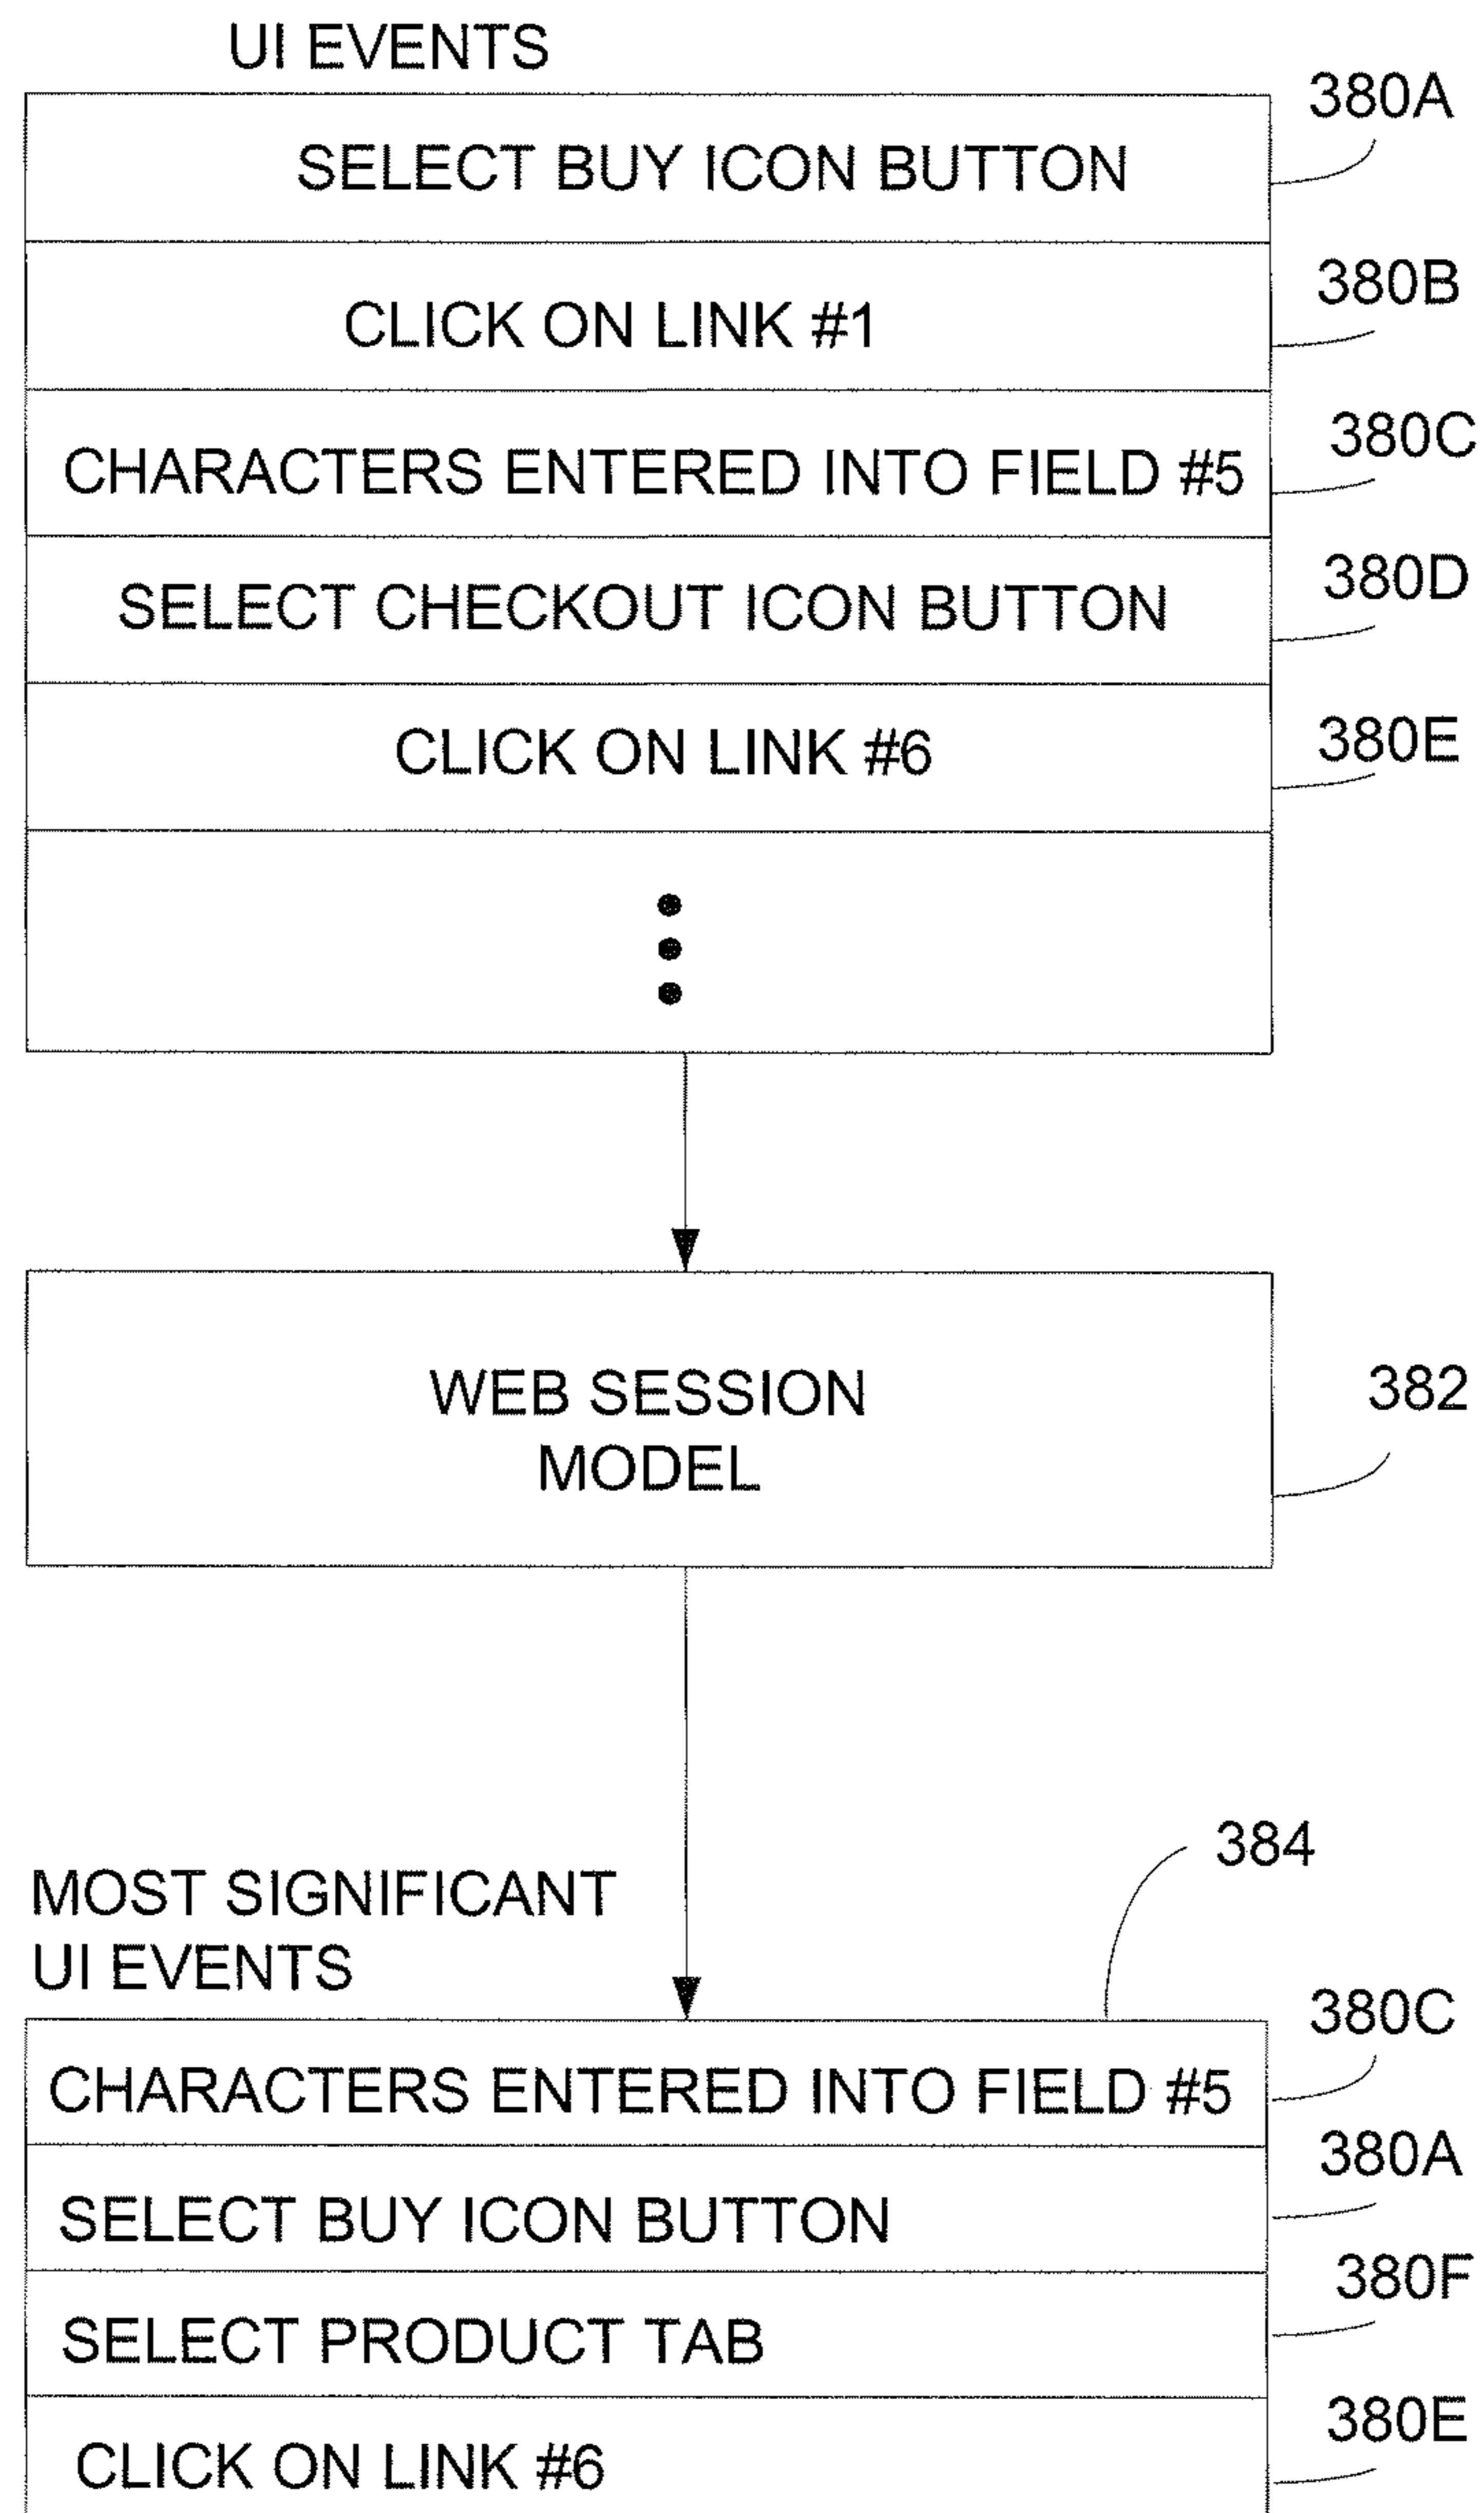 UI EVENTS
380A
SELECT BUY ICON BUTTON
380B
CLICK ON LINK #1
380C
CHARACTERS ENTERED INTO FIELD #5
380D
SELECT CHECKOUT ICON BUTTON
380E
CLICK ON LINK #6
WEB SESSION
MODEL
382
384
MOST SIGNIFICANT
UI EVENTS
380C
CHARACTERS ENTERED INTO FIELD #5
380A
SELECT BUY ICON BUTTON
380F
SELECT PRODUCT TAB
380E
CLICK ON LINK #6